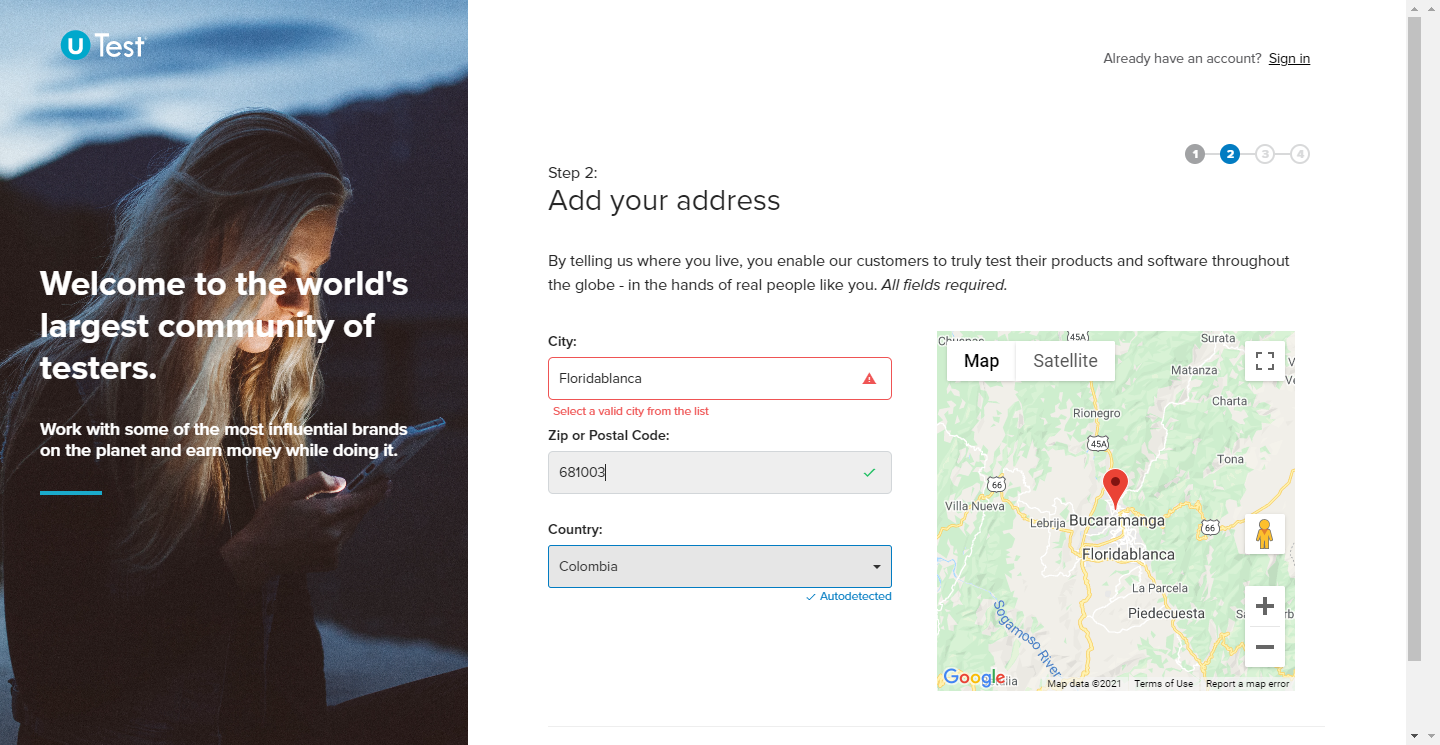 U Test
Already have an account? Sign in
1 2 3 4
Step 2:
Add your address
Welcome to the world's
largest community of
testers.
Work with some of the most influential brands
on the planet and earn money while doing it.
By telling us where you live, you enable our customers to truly test their products and software throughout
the globe - in the hands of real people like you. All fields required.
City:
Floridablanca
Select a valid city from the list
Zip or Postal Code:
681003
Country:
Colombia
Autodetected
Map Satellite
45A
Surata
Matanza
Charta
Rionegro
45A
Tona
66
Villa Nueva
Lebrija
Bucaramanga
66
Floridablanca
La Parcela
Piedecuesta
Sogamoso River
Google
Map data ©2021 Terms of Use Report a map error